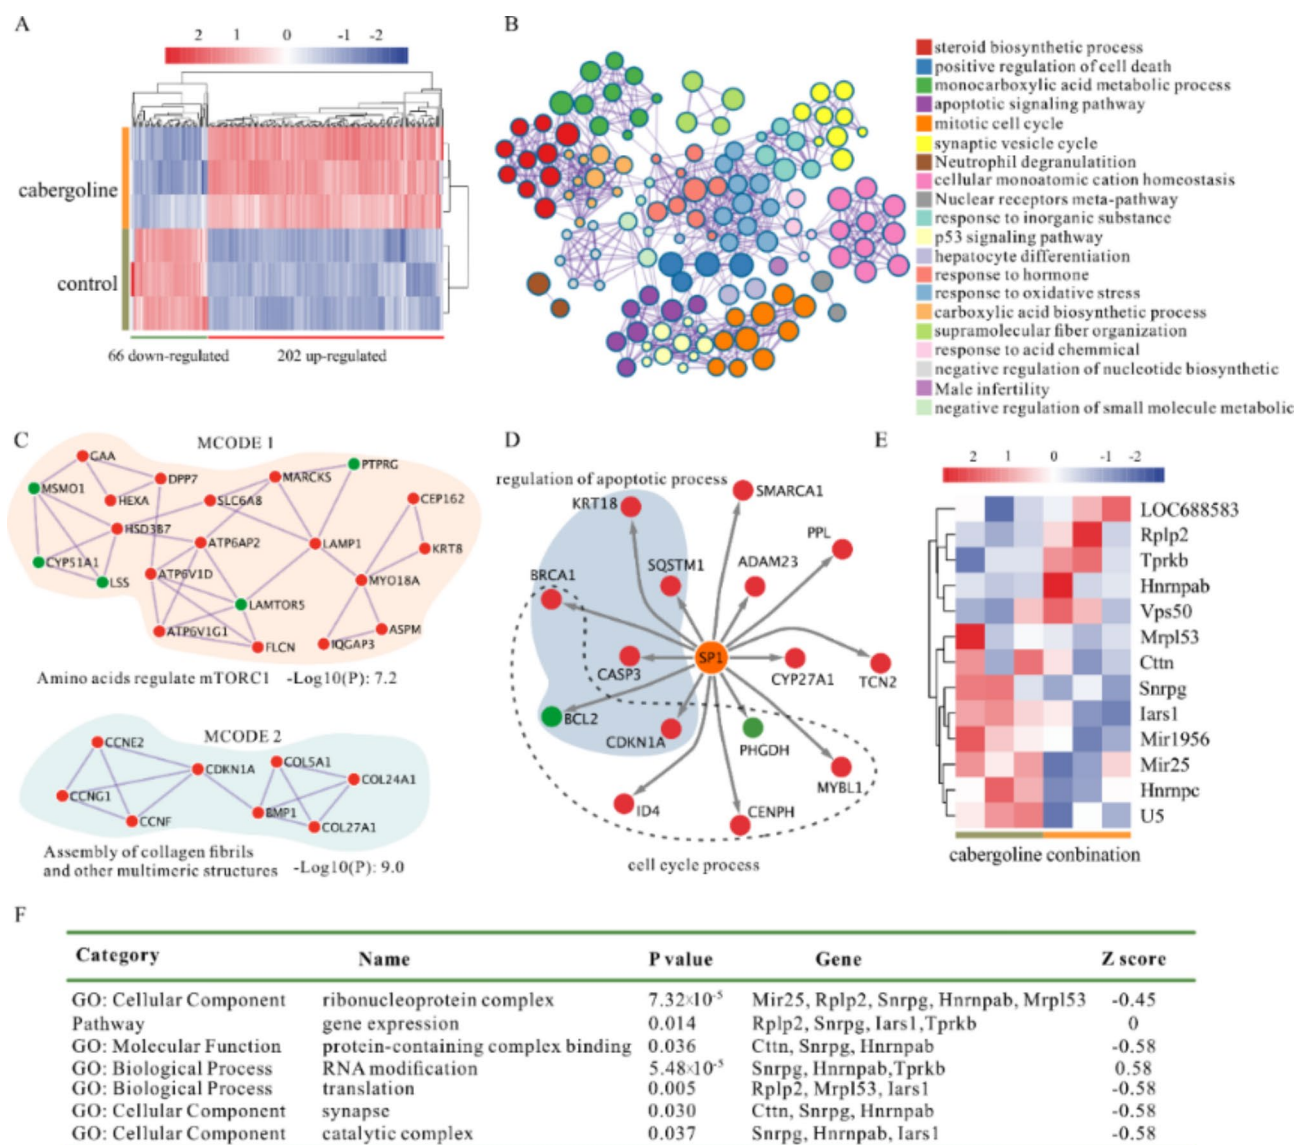 A
2 1 0 -1 -2
cabergoline
control
66 down-regulated 202 up-regulated
B
steroid biosynthetic process
positive regulation of cell death
monocarboxylic acid metabolic process
apoptotic signaling pathway
mitotic cell cycle
synaptic vesicle cycle
Neutrophil degranulatition
cellular monoatomic cation homeostasis
Nuclear receptors meta-pathway
response to inorganic substance
p53 signaling pathway
hepatocyte differentiation
response to hormone
response to oxidative stress
carboxylic acid biosynthetic process
supramolecular fiber organization
response to acid chemmical
negative regulation of nucleotide biosynthetic
Male infertility
negative regulation of small molecule metabolic
C
MCODE 1
GAA
PTPRG
MSMO1
DPP7
MARCKS
HEXA
SLC6A8
CEP162
HSD3B7
ATP6AP2
LAMP1
KRT8
CYP51A1
LSS
ATP6V1D
MYO18A
LAMTOR5
ATP6V1G1
FLCN
IQGAP3
ASPM
Amino acids regulate mTORC1 -Log10(P): 7.2
MCODE 2
CCNE2
CDKN1A
COL5A1
COL24A1
CCNG1
CCNF
BMP1
COL27A1
Assembly of collagen fibrils
and other multimeric structures -Log10(P): 9.0
D
regulation of apoptotic process
KRT18
SMARCA1
PPL
BRCA1
SQSTM1
ADAM23
SP1
CASP3
CYP27A1
TCN2
BCL2
CDKN1A
PHGDH
MYBL1
ID4
CENPH
cell cycle process
E
2 1 0 -1 -2
LOC688583
Rplp2
Tprkb
Hnrnpab
Vps50
Mrpl53
Cttn
Snrpg
Iars1
Mir1956
Mir25
Hnrnpc
U5
cabergoline conbination
F
Category Name P value Gene Z score
GO: Cellular Component ribonucleoprotein complex 7.32×10-5 Mir25, Rplp2, Snrpg, Hnrnpab, Mrpl53 -0.45
Pathway gene expression 0.014 Rplp2, Snrpg, Iars1,Tprkb 0
GO: Molecular Function protein-containing complex binding 0.036 Cttn, Snrpg, Hnrnpab -0.58
GO: Biological Process RNA modification 5.48×10-5 Snrpg, Hnrnpab,Tprkb 0.58
GO: Biological Process translation 0.005 Rplp2, Mrpl53, Iars1 -0.58
GO: Cellular Component synapse 0.030 Cttn, Snrpg, Hnrnpab -0.58
GO: Cellular Component catalytic complex 0.037 Snrpg, Hnrnpab, Iars1 -0.58